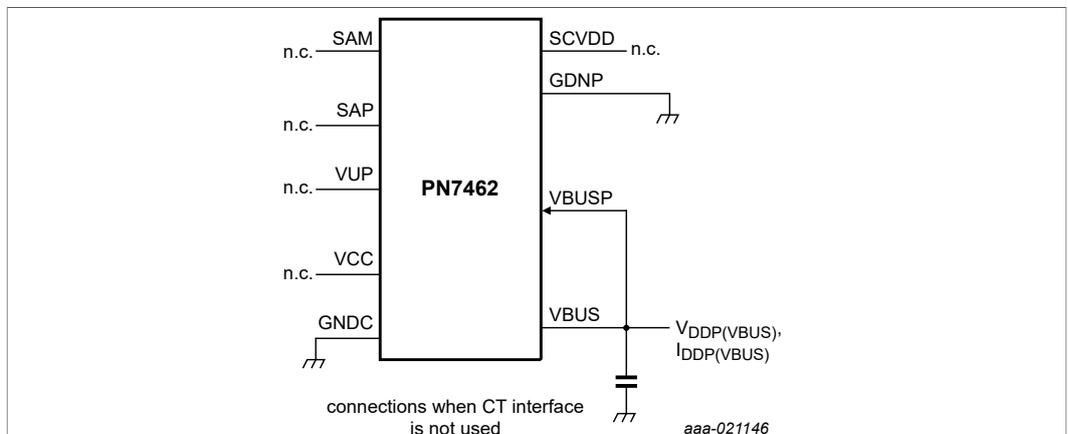 SAM
n.c.
SAP
n.c.
VUP
n.c.
VCC
n.c.
GNDC
PN7462
SCVDD
n.c.
GDNP
VBUSP
VBUS
VDDP(VBUS),
IDDP(VBUS)
connections when CT interface
is not used
aaa-021146